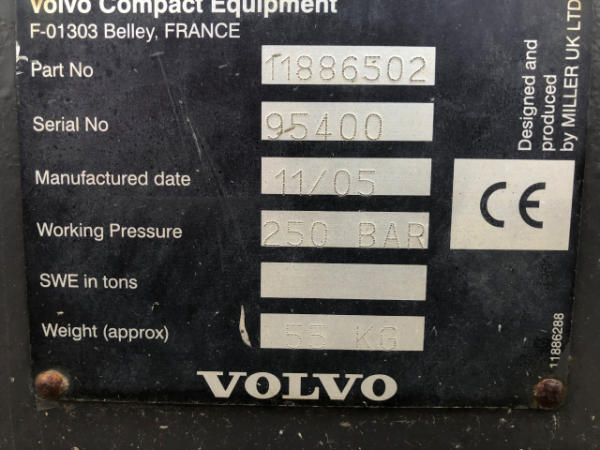 Volvo Compact Equipment
F-01303 Belley, FRANCE
Part No 11886502
Serial No 95400
Manufactured date 11/05
Working Pressure 250 BAR
SWE in tons
Weight (approx) 55 KG
VOLVO
Designed and
produced
by MILLER UK LTD
CE
11886288